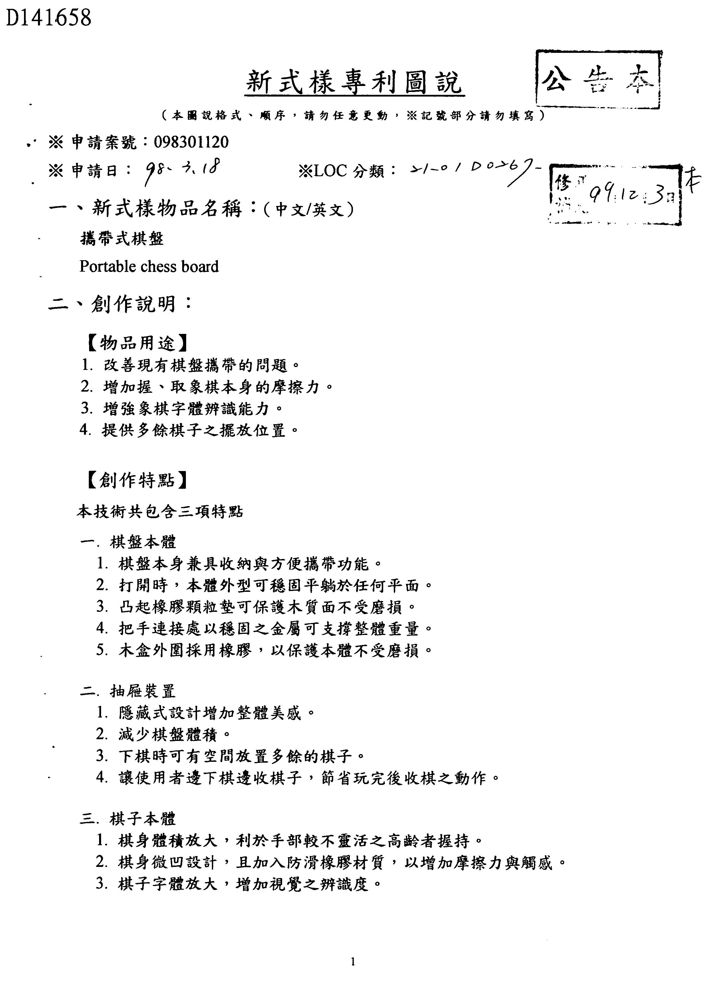 D141658
公告本
新式樣專利圖說
（本圖說格式、順序，請勿任意更動，※記號部分請勿填寫）
※ 申請案號：098301120
※ 申請日： 98、3、18 ※LOC 分類： 21-01 D0267-
修正本 99.12.3日
一、新式樣物品名稱：（中文/英文）
攜帶式棋盤
Portable chess board
二、創作說明：
【物品用途】
1. 改善現有棋盤攜帶的問題。
2. 增加握、取象棋本身的摩擦力。
3. 增強象棋字體辨識能力。
4. 提供多餘棋子之擺放位置。
【創作特點】
本技術共包含三項特點
一. 棋盤本體
1. 棋盤本身兼具收納與方便攜帶功能。
2. 打開時，本體外型可穩固平躺於任何平面。
3. 凸起橡膠顆粒墊可保護木質面不受磨損。
4. 把手連接處以穩固之金屬可支撐整體重量。
5. 木盒外圍採用橡膠，以保護本體不受磨損。
二. 抽屜裝置
1. 隱藏式設計增加整體美感。
2. 減少棋盤體積。
3. 下棋時可有空間放置多餘的棋子。
4. 讓使用者邊下棋邊收棋子，節省玩完後收棋之動作。
三. 棋子本體
1. 棋身體積放大，利於手部較不靈活之高齡者握持。
2. 棋身微凹設計，且加入防滑橡膠材質，以增加摩擦力與觸感。
3. 棋子字體放大，增加視覺之辨識度。
1